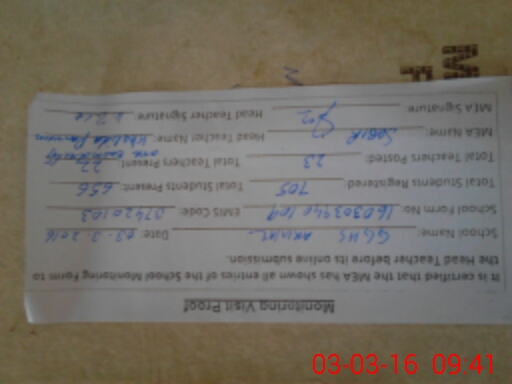 Monitoring Visit Proof
It is certified that the MEA has shown all entries of the School Monitoring Form to
the Head Teacher before its online submission.
School Name: GGHS Date: 03-3-2016
School Form No: EMIS Code: 37420103
Total Students Registered: 705 Total Students Present: 656
Total Teachers Posted: 23 Total Teachers Present: 22
MEA Name: SABIR Head Teacher Name: Khalida
MEA Signature: Head Teacher Signature:
M
F
03-03-16 09:41